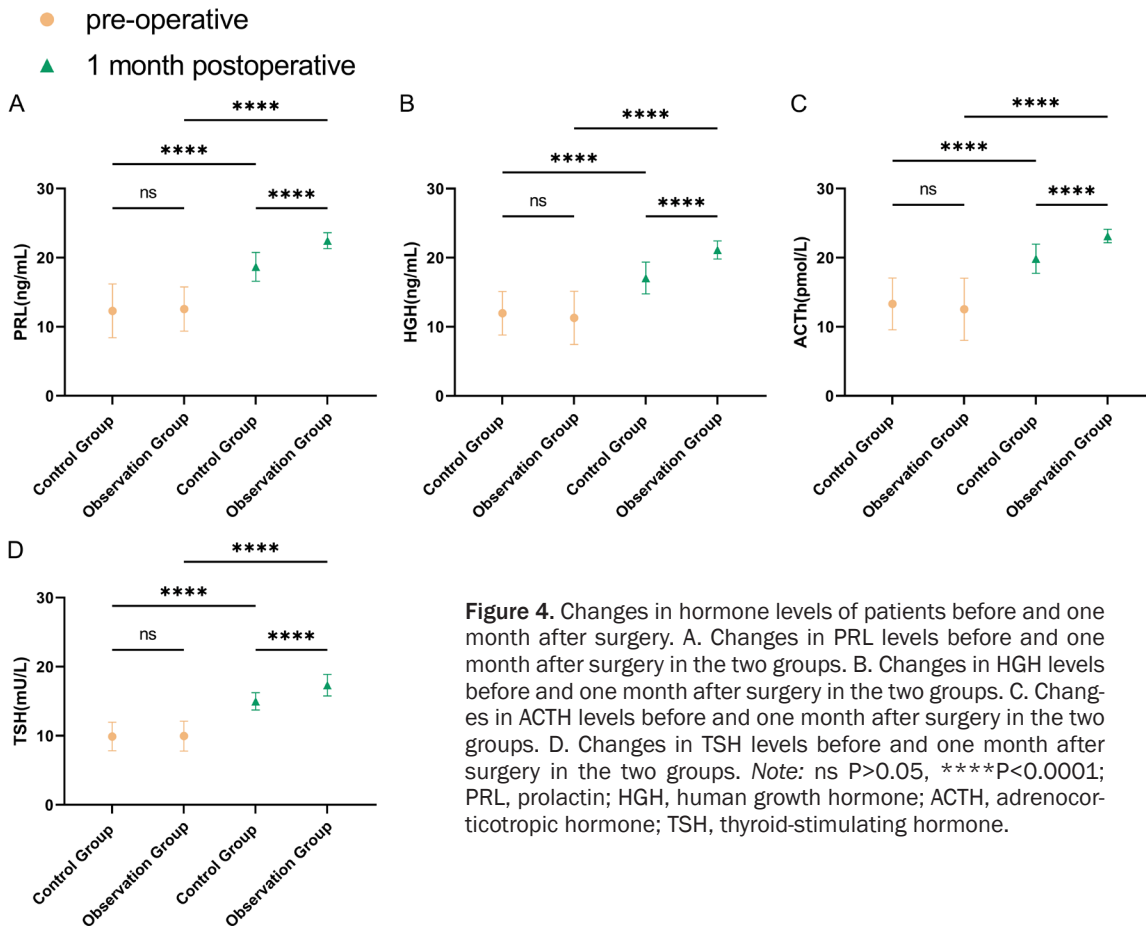 pre-operative
1 month postoperative
A
****
****
ns
****
30
20
10
0
PRL(ng/mL)
Control Group
Observation Group
Control Group
Observation Group
B
****
****
ns
****
30
20
10
0
HGH(ng/mL)
Control Group
Observation Group
Control Group
Observation Group
C
****
****
ns
****
30
20
10
0
ACTh(pmol/L)
Control Group
Observation Group
Control Group
Observation Group
D
****
****
ns
****
30
20
10
0
TSH(mU/L)
Control Group
Observation Group
Control Group
Observation Group
Figure 4. Changes in hormone levels of patients before and one
month after surgery. A. Changes in PRL levels before and one
month after surgery in the two groups. B. Changes in HGH levels
before and one month after surgery in the two groups. C. Chang-
es in ACTH levels before and one month after surgery in the two
groups. D. Changes in TSH levels before and one month after
surgery in the two groups. Note: ns P>0.05, ****P<0.0001;
PRL, prolactin; HGH, human growth hormone; ACTH, adrenocor-
ticotropic hormone; TSH, thyroid-stimulating hormone.